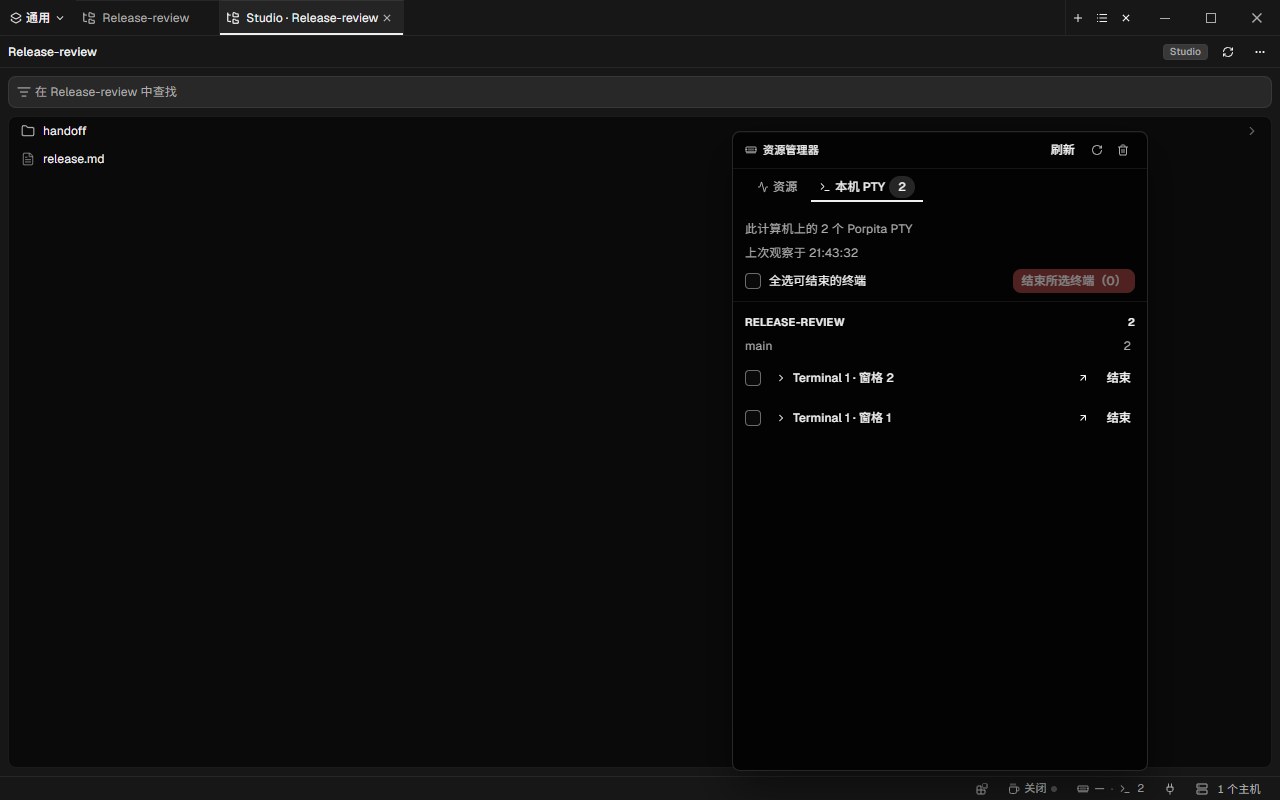 通用
Release-review
Studio · Release-review
Release-review
Studio
在 Release-review 中查找
handoff
release.md
资源管理器
刷新
资源
本机 PTY 2
此计算机上的 2 个 Porpita PTY
上次观察于 21:43:32
全选可结束的终端
结束所选终端（0）
RELEASE-REVIEW 2
main 2
Terminal 1 · 窗格 2
结束
Terminal 1 · 窗格 1
结束
关闭
— · 2
1 个主机